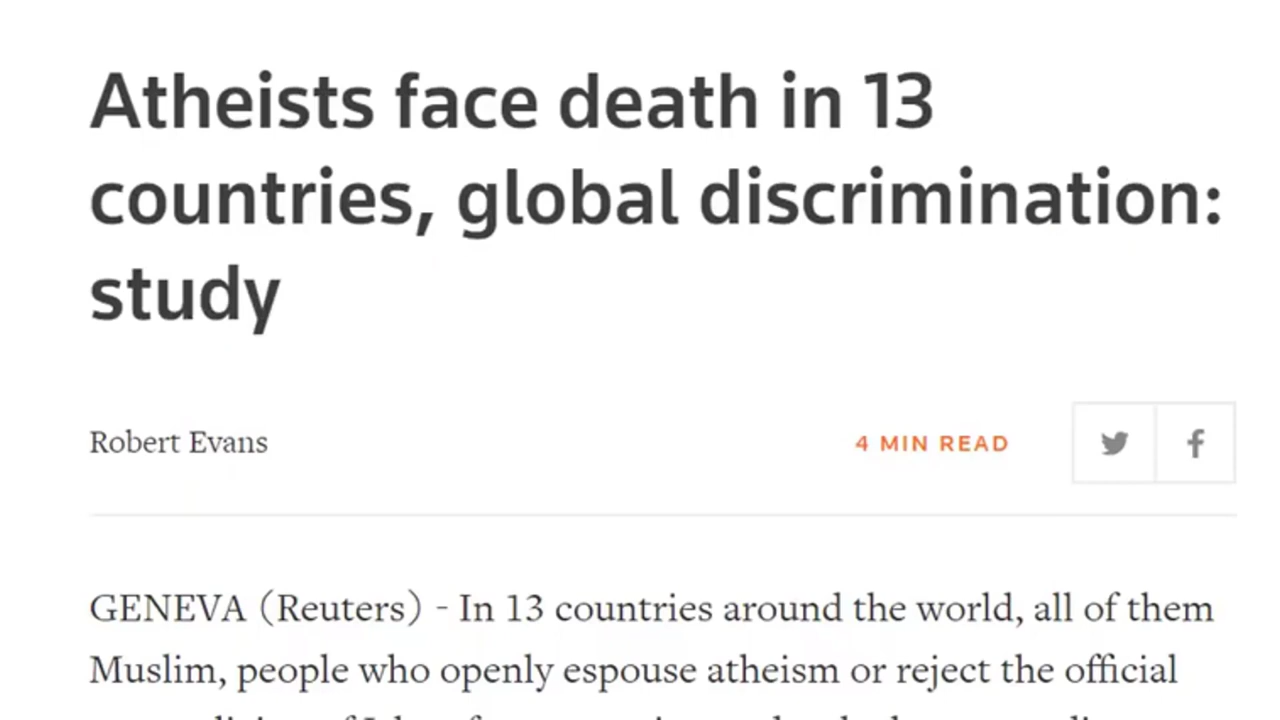 Atheists face death in 13
countries, global discrimination:
study
Robert Evans
4 MIN READ
GENEVA (Reuters) - In 13 countries around the world, all of them
Muslim, people who openly espouse atheism or reject the official